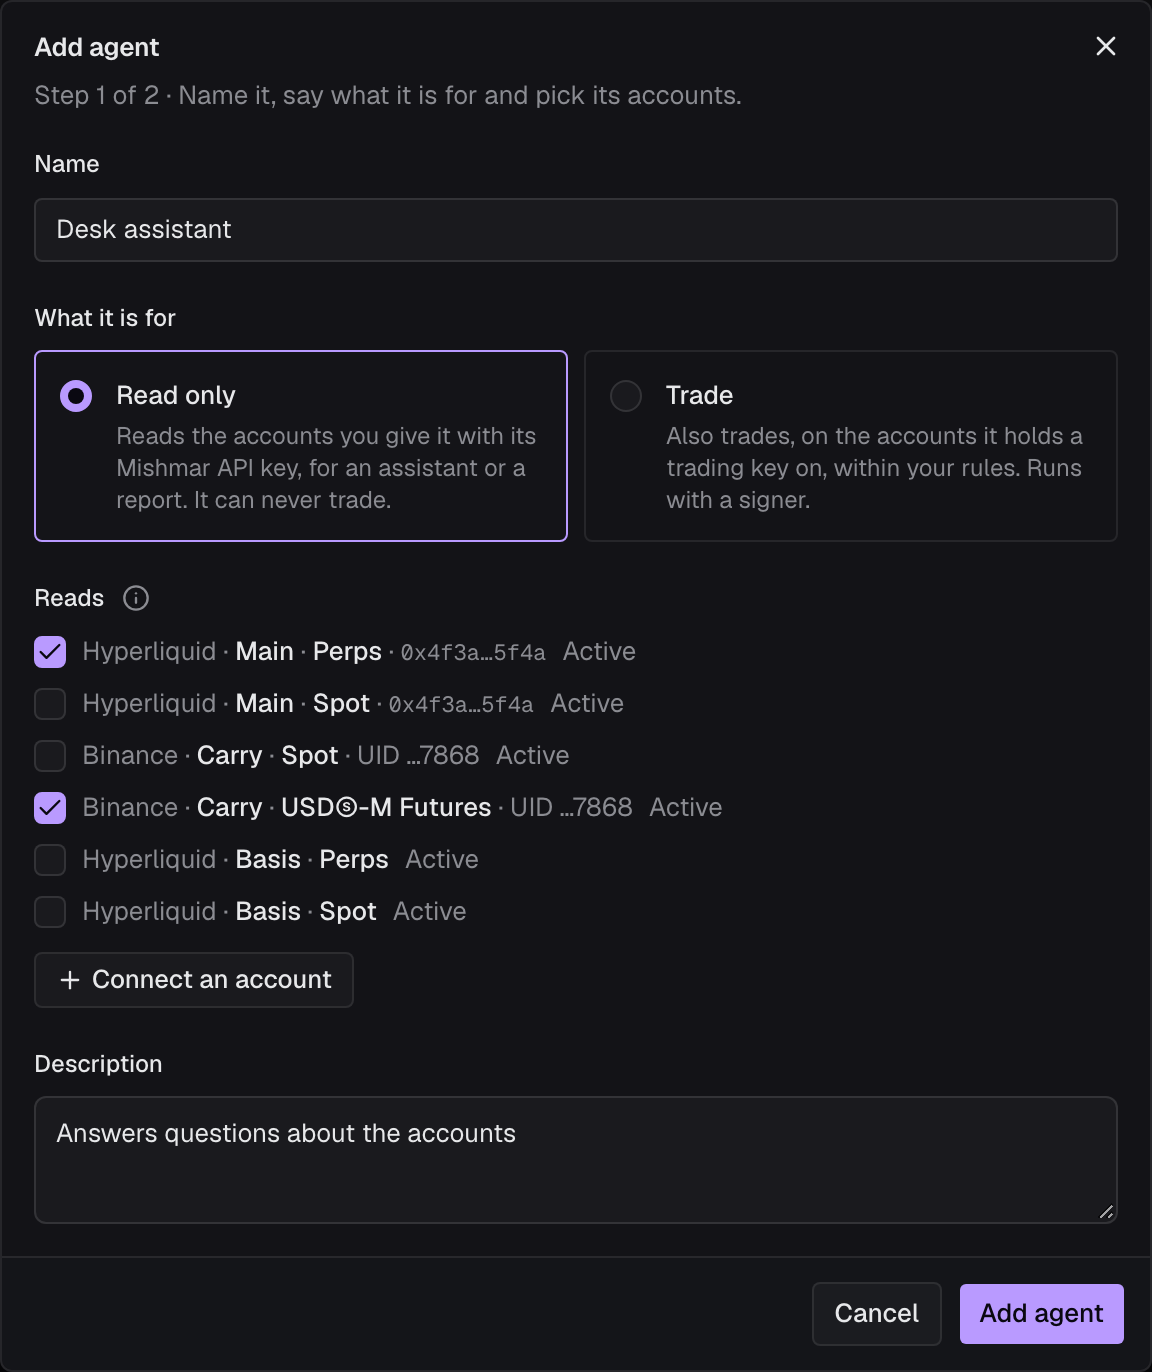 Add agent
Step 1 of 2 · Name it, say what it is for and pick its accounts.
Name
Desk assistant
What it is for
Read only
Reads the accounts you give it with its
Mishmar API key, for an assistant or a
report. It can never trade.
Trade
Also trades, on the accounts it holds a
trading key on, within your rules. Runs
with a signer.
Reads
Hyperliquid · Main · Perps · 0x4f3a…5f4a Active
Hyperliquid · Main · Spot · 0x4f3a…5f4a Active
Binance · Carry · Spot · UID …7868 Active
Binance · Carry · USDⓈ-M Futures · UID …7868 Active
Hyperliquid · Basis · Perps Active
Hyperliquid · Basis · Spot Active
+ Connect an account
Description
Answers questions about the accounts
Cancel
Add agent